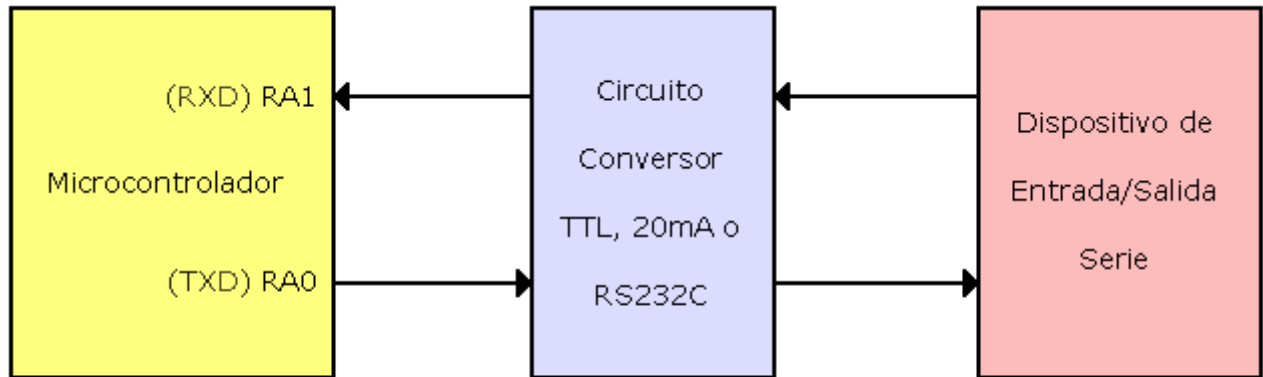 (RXD) RA1
Microcontrolador
(TXD) RA0
Circuito
Conversor
TTL, 20mA o
RS232C
Dispositivo de
Entrada/Salida
Serie